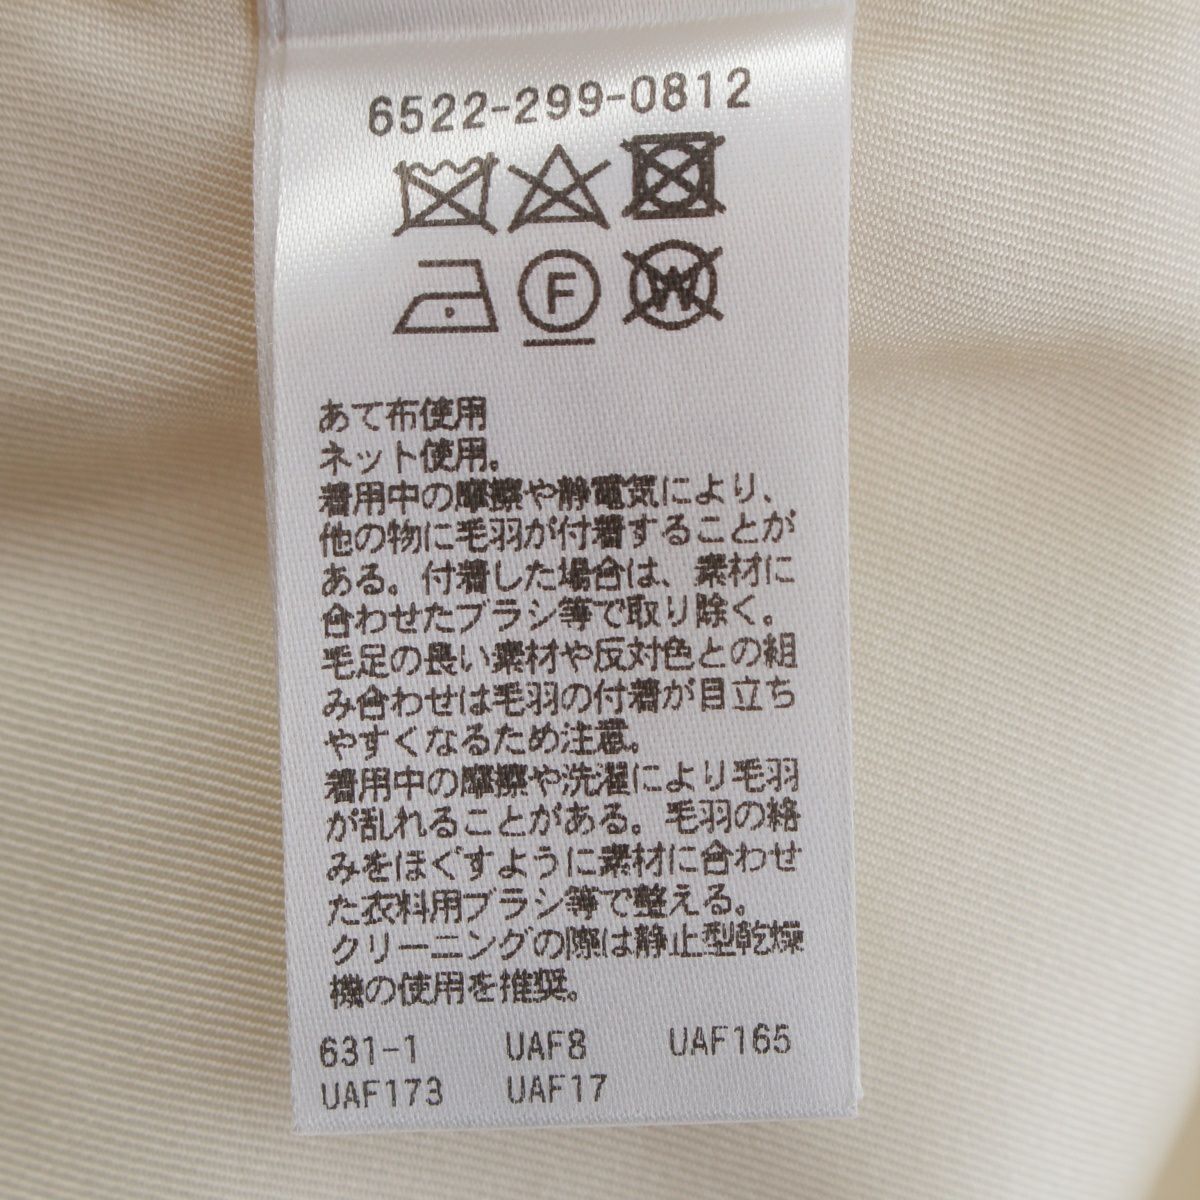 6522-299-0812
F
W
あて布使用
ネット使用。
着用中の摩擦や静電気により、
他の物に毛羽が付着することが
ある。付着した場合は、素材に
合わせたブラシ等で取り除く。
毛足の長い素材や反対色との組
み合わせは毛羽の付着が目立ち
やすくなるため注意。
着用中の摩擦や洗濯により毛羽
が乱れることがある。毛羽の絡
みをほぐすように素材に合わせ
た衣料用ブラシ等で整える。
クリーニングの際は静止型乾燥
機の使用を推奨。
631-1 UAF8 UAF165
UAF173 UAF17